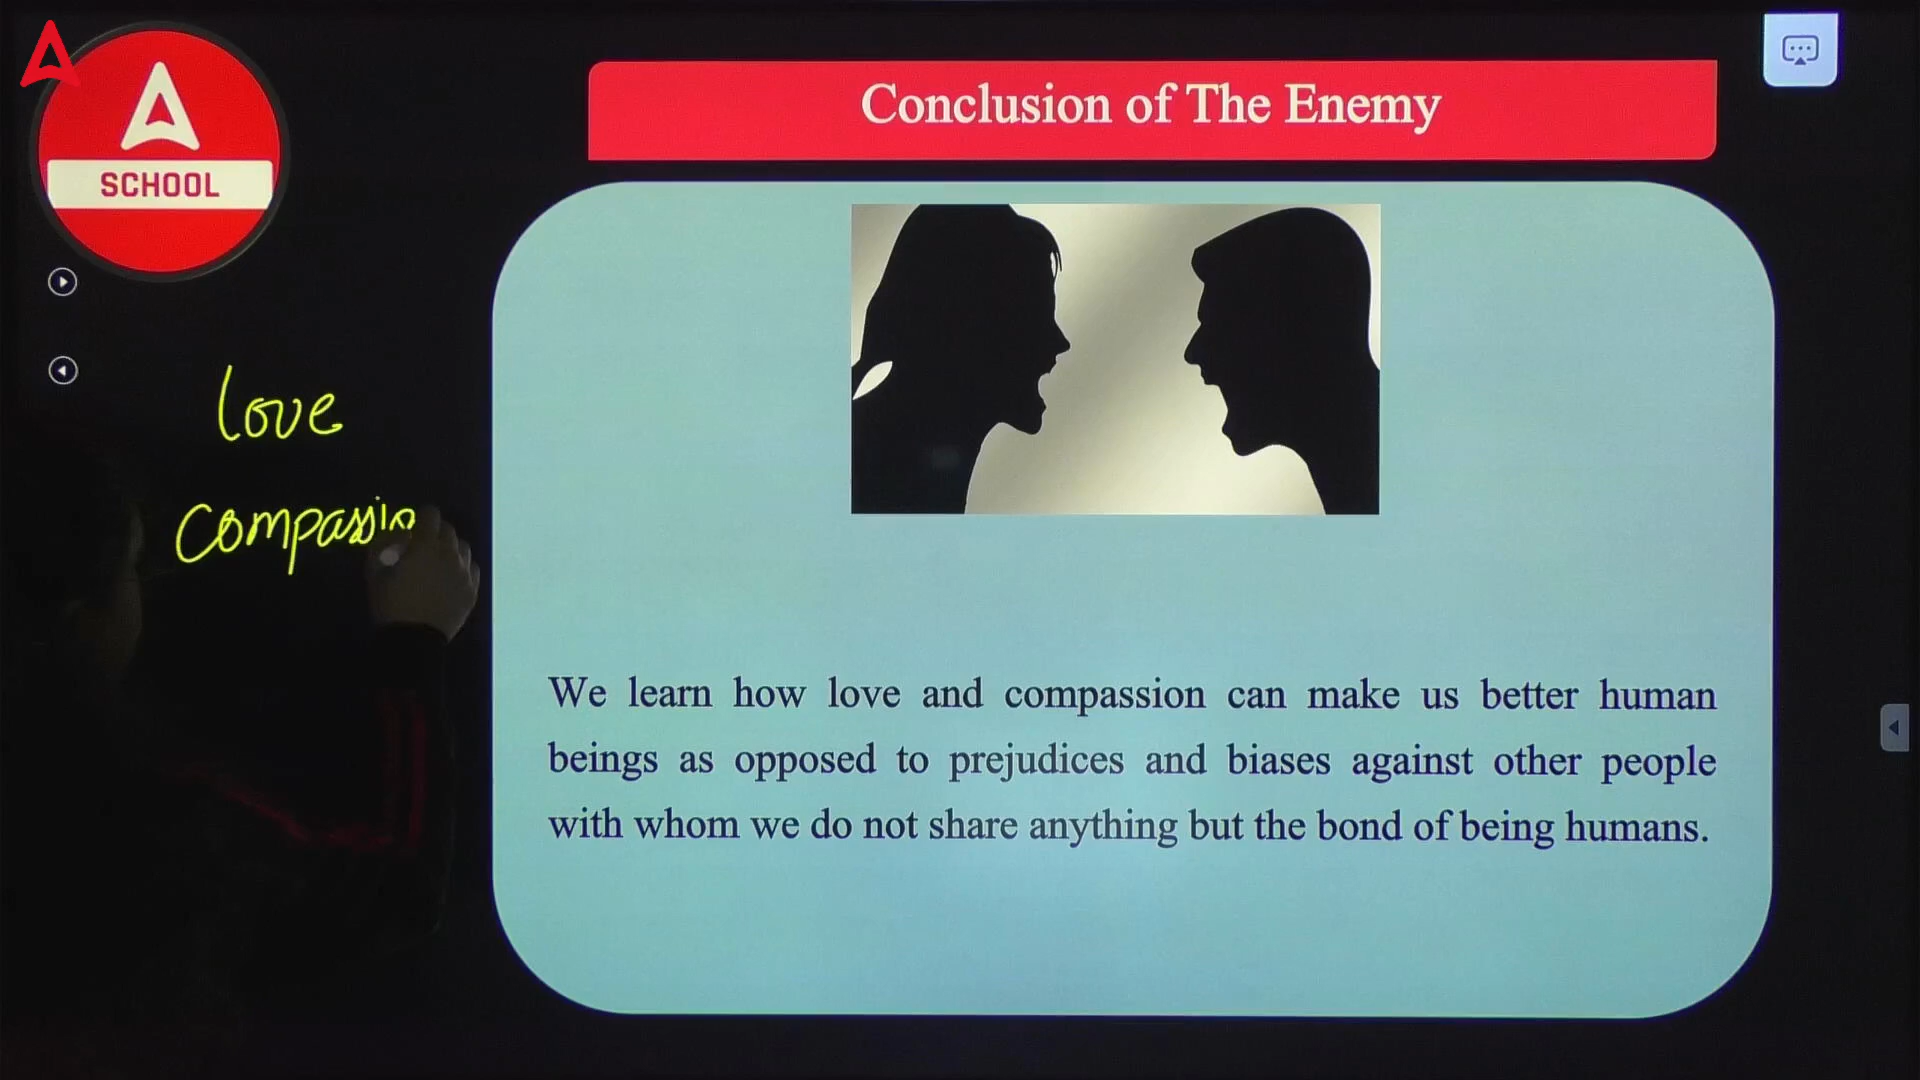 A
SCHOOL
Conclusion of The Enemy
love
compassio
We learn how love and compassion can make us better human
beings as opposed to prejudices and biases against other people
with whom we do not share anything but the bond of being humans.